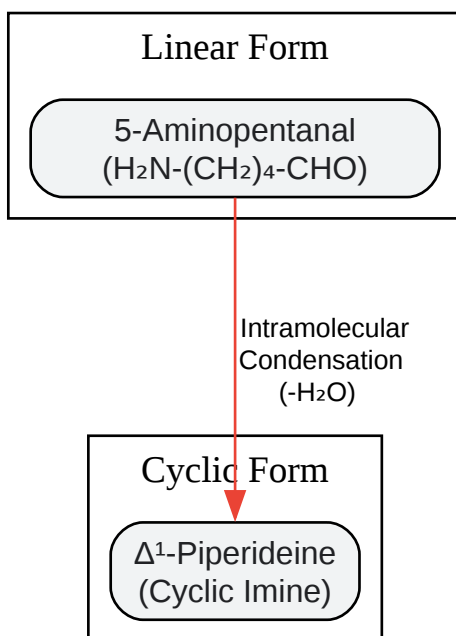 Linear Form
5-Aminopentanal
(H₂N-(CH₂)₄-CHO)
Intramolecular
Condensation
(-H₂O)
Cyclic Form
Δ¹-Piperideine
(Cyclic Imine)